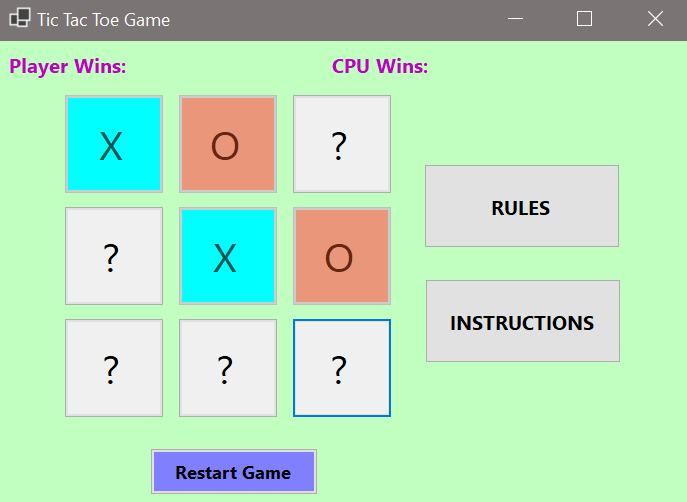 Tic Tac Toe Game
Player Wins: CPU Wins:
X O ?
? X O
? ? ?
RULES
INSTRUCTIONS
Restart Game